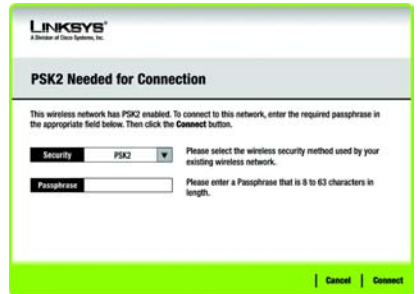 LINKSYS®
A Division of Cisco Systems, Inc.
PSK2 Needed for Connection
This wireless network has PSK2 enabled. To connect to this network, enter the required passphrase in
the appropriate field below. Then click the Connect button.
Security PSK2 Please select the wireless security method used by your
existing wireless network.
Passphrase Please enter a Passphrase that is 8 to 63 characters in
length.
Cancel Connect